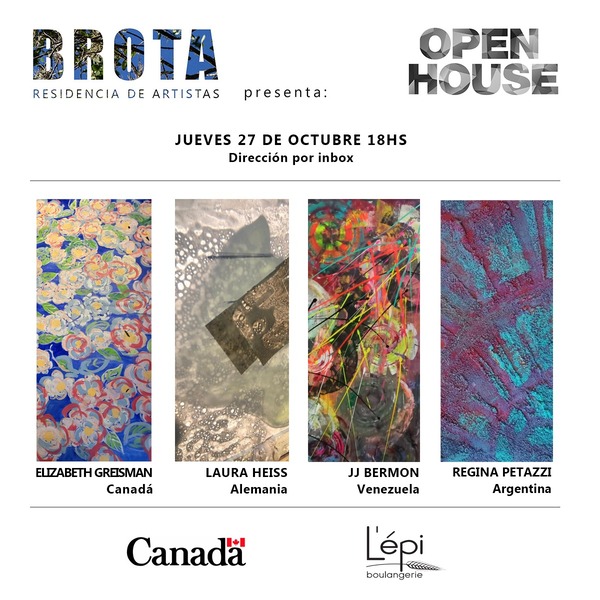 BROTA
RESIDENCIA DE ARTISTAS presenta:
OPEN
HOUSE
JUEVES 27 DE OCTUBRE 18HS
Dirección por inbox
ELIZABETH GREISMAN
Canadá
LAURA HEISS
Alemania
JJ BERMON
Venezuela
REGINA PETAZZI
Argentina
Canada
L'épi
boulangerie